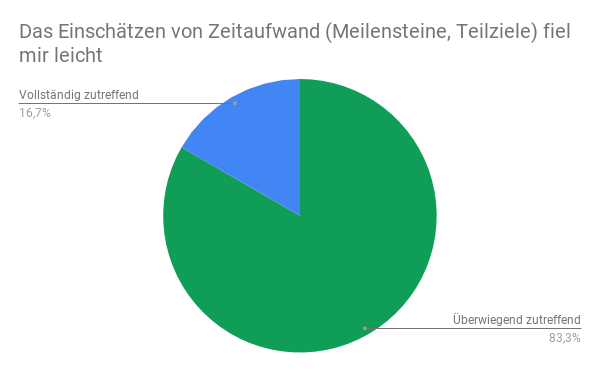 Das Einschätzen von Zeitaufwand (Meilensteine, Teilziele) fiel
mir leicht
Vollständig zutreffend
16,7%
Überwiegend zutreffend
83,3%